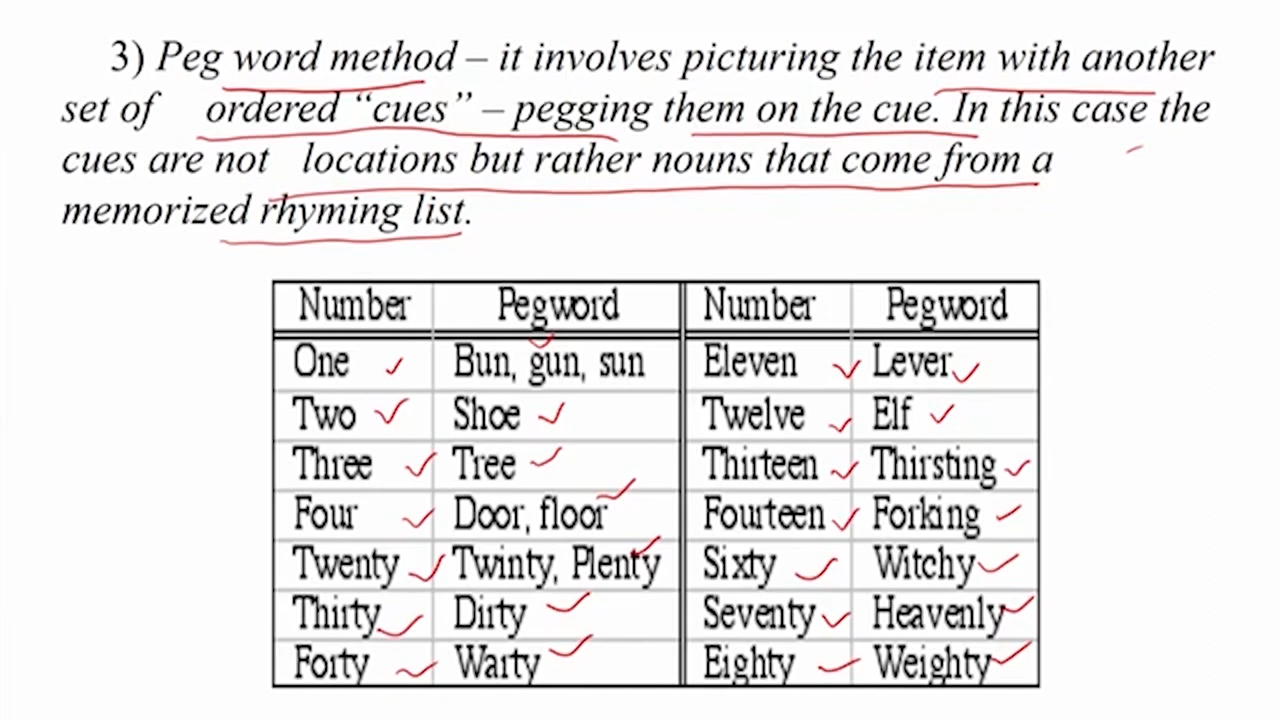 3) Peg word method – it involves picturing the item with another
set of ordered “cues” – pegging them on the cue. In this case the
cues are not locations but rather nouns that come from a
memorized rhyming list.
Number Pegword Number Pegword
One Bun, gun, sun Eleven Lever
Two Shoe Twelve Elf
Three Tree Thirteen Thirsting
Four Door, floor Fourteen Forking
Twenty Twinty, Plenty Sixty Witchy
Thirty Dirty Seventy Heavenly
Forty Warty Eighty Weighty